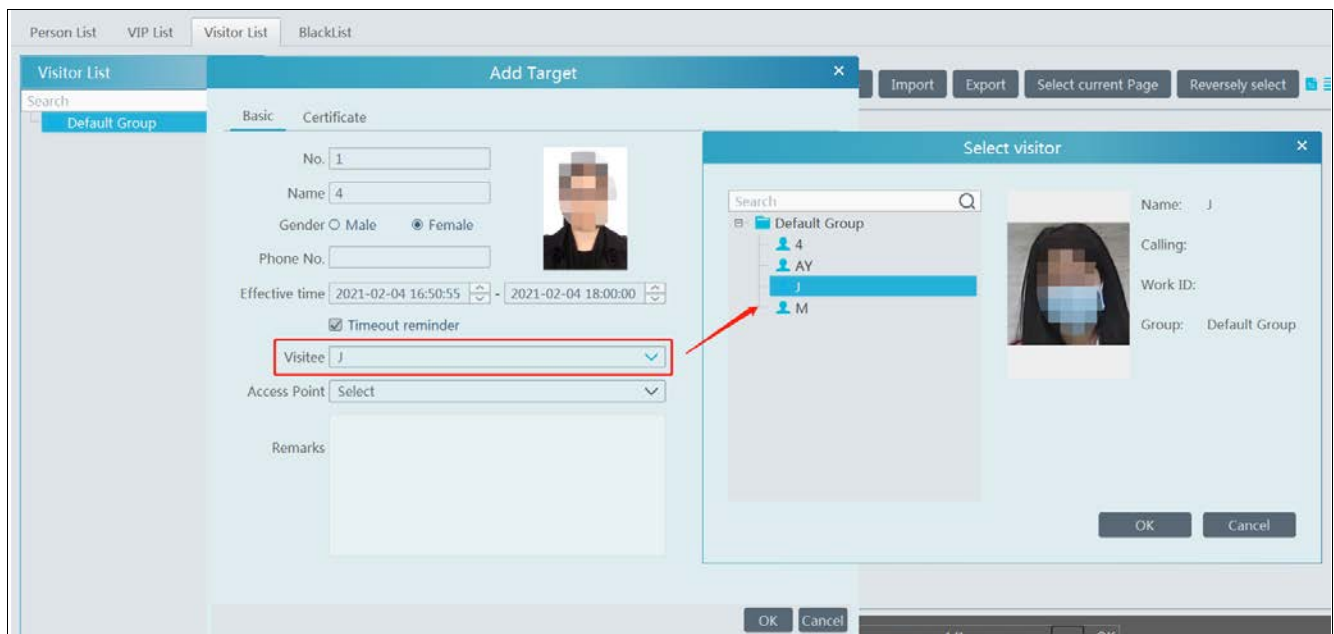 Person List VIP List Visitor List BlackList
Visitor List
Search
Default Group
Add Target ×
Import Export Select current Page Reversely select
Basic Certificate
No. 1
Name 4
Gender Male Female
Phone No.
Effective time 2021-02-04 16:50:55 - 2021-02-04 18:00:00
Timeout reminder
Visitee J
Access Point Select
Remarks
OK Cancel
Select visitor ×
Search
Default Group
4
AY
J
M
Name: J
Calling:
Work ID:
Group: Default Group
OK Cancel